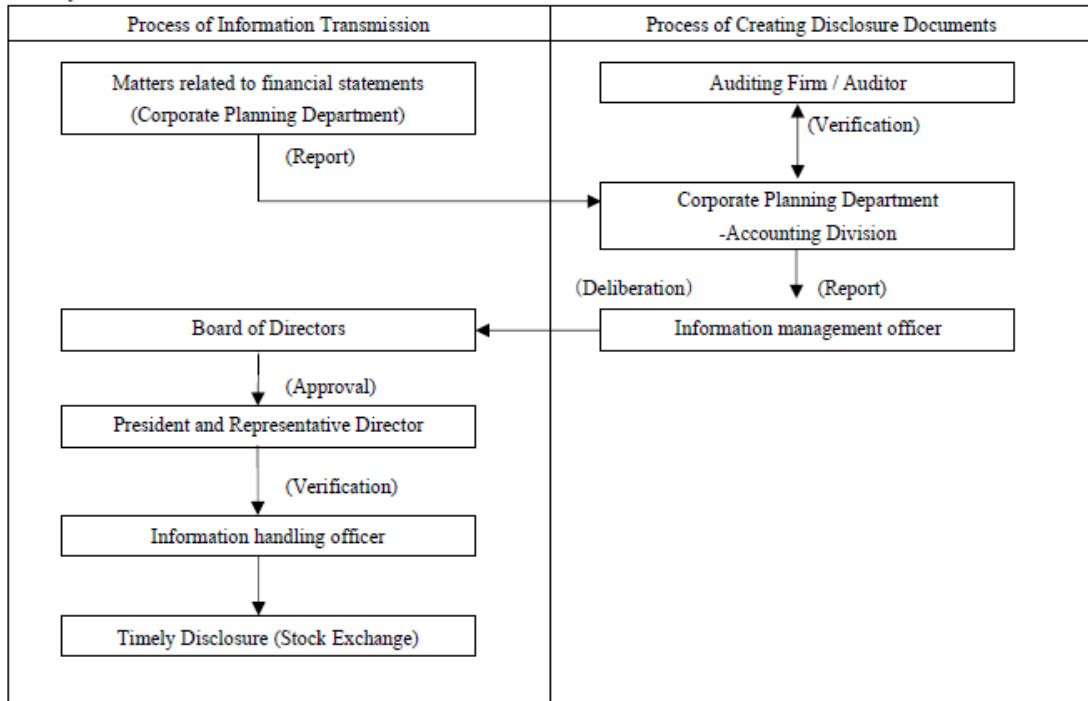 Process of Information Transmission
Process of Creating Disclosure Documents
Matters related to financial statements
(Corporate Planning Department)
Auditing Firm / Auditor
(Verification)
(Report)
Corporate Planning Department
-Accounting Division
(Deliberation)
(Report)
Board of Directors
Information management officer
(Approval)
President and Representative Director
(Verification)
Information handling officer
Timely Disclosure (Stock Exchange)